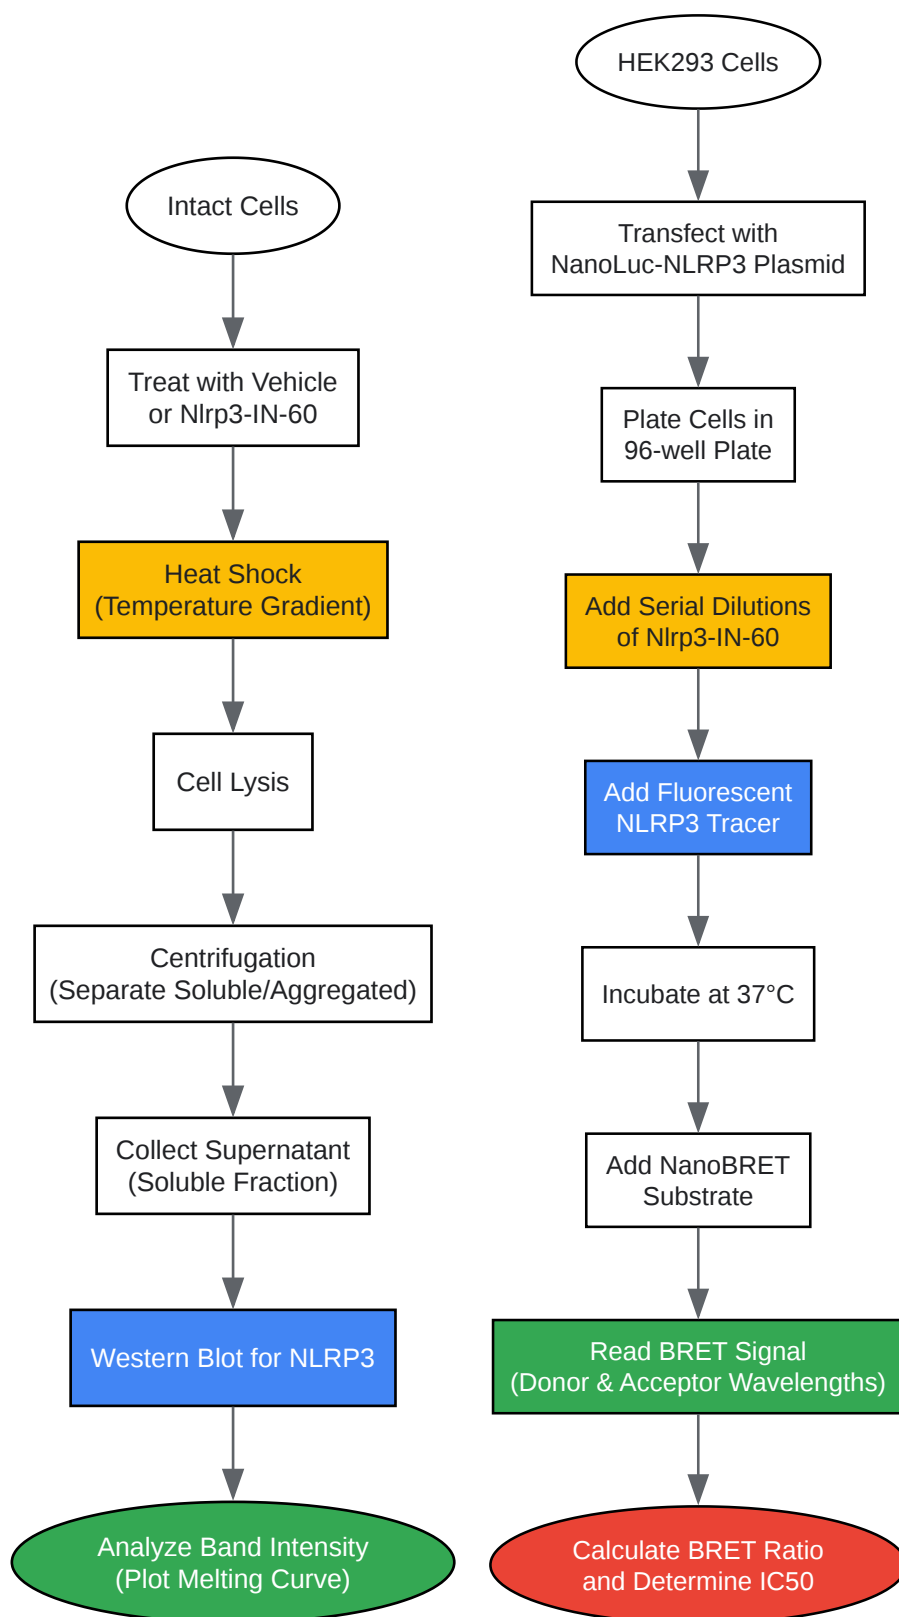 Intact Cells
Treat with Vehicle
or Nlrp3-IN-60
Heat Shock
(Temperature Gradient)
Cell Lysis
Centrifugation
(Separate Soluble/Aggregated)
Collect Supernatant
(Soluble Fraction)
Western Blot for NLRP3
Analyze Band Intensity
(Plot Melting Curve)
HEK293 Cells
Transfect with
NanoLuc-NLRP3 Plasmid
Plate Cells in
96-well Plate
Add Serial Dilutions
of Nlrp3-IN-60
Add Fluorescent
NLRP3 Tracer
Incubate at 37°C
Add NanoBRET
Substrate
Read BRET Signal
(Donor & Acceptor Wavelengths)
Calculate BRET Ratio
and Determine IC50